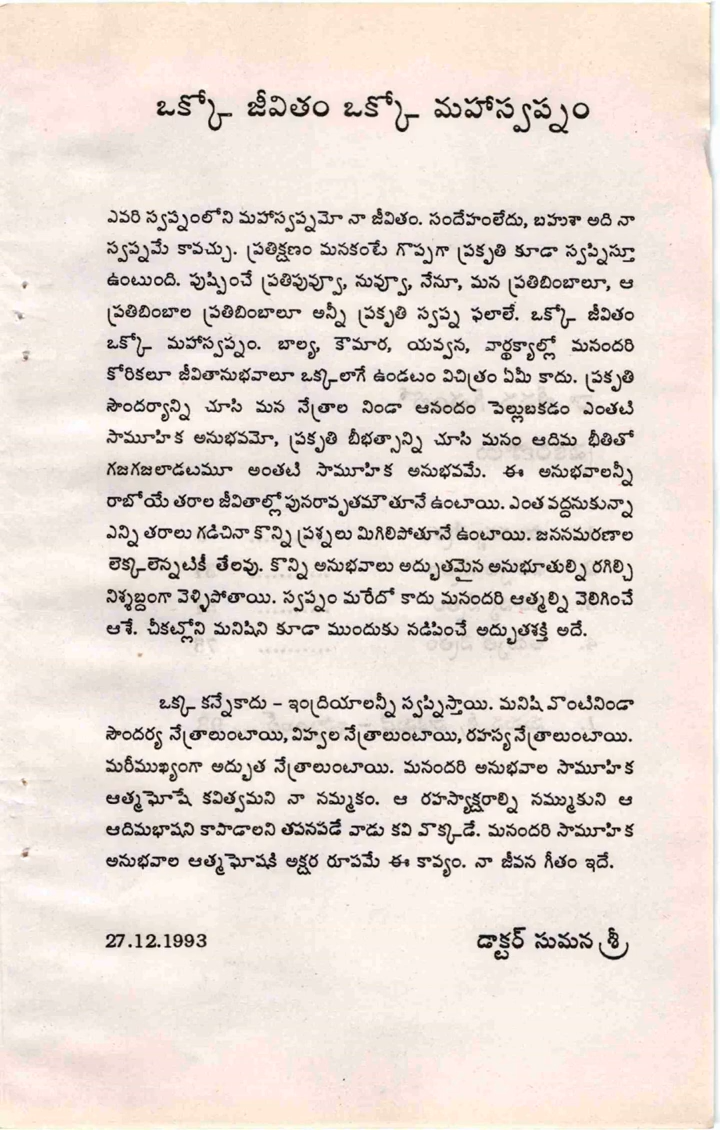 ఒక్కో జీవితం ఒక్కో మహాస్వప్నం
ఎవరి స్వప్నంలోని మహాస్వప్నమో నా జీవితం. సందేహంలేదు, బహుశా అది నా
స్వప్నమే కావచ్చు. ప్రతిక్షణం మనకంటే గొప్పగా ప్రకృతి కూడా స్వప్నిస్తూ
ఉంటుంది. పుష్పించే ప్రతిపువ్వూ, నువ్వూ, నేనూ, మన ప్రతిబింబాలూ, ఆ
ప్రతిబింబాల ప్రతిబింబాలూ అన్నీ ప్రకృతి స్వప్న ఫలాలే. ఒక్కో జీవితం
ఒక్కో మహాస్వప్నం. బాల్య, కౌమార, యవ్వన, వార్థక్యాల్లో మనందరి
కోరికలూ జీవితానుభవాలూ ఒక్కలాగే ఉండటం విచిత్రం ఏమీ కాదు. ప్రకృతి
సౌందర్యాన్ని చూసి మన నేత్రాల నిండా ఆనందం పెల్లుబకడం ఎంతటి
సామూహిక అనుభవమో, ప్రకృతి బీభత్సాన్ని చూసి మనం ఆదిమ భీతితో
గజగజలాడటమూ అంతటి సామూహిక అనుభవమే. ఈ అనుభవాలన్నీ
రాబోయే తరాల జీవితాల్లో పునరావృతమౌతూనే ఉంటాయి. ఎంత వద్దనుకున్నా
ఎన్ని తరాలు గడిచినా కొన్ని ప్రశ్నలు మిగిలిపోతూనే ఉంటాయి. జననమరణాల
లెక్కలెన్నటికీ తేలవు. కొన్ని అనుభవాలు అద్భుతమైన అనుభూతుల్ని రగిల్చి
నిశ్శబ్దంగా వెళ్ళిపోతాయి. స్వప్నం మరేదో కాదు మనందరి ఆత్మల్ని వెలిగించే
ఆశే. చీకట్లోని మనిషిని కూడా ముందుకు నడిపించే అద్భుతశక్తి అదే.
ఒక్క కన్నేకాదు – ఇంద్రియాలన్నీ స్వప్నిస్తాయి. మనిషి వొంటినిండా
సౌందర్య నేత్రాలుంటాయి, విహ్వల నేత్రాలుంటాయి, రహస్య నేత్రాలుంటాయి.
మరీముఖ్యంగా అద్భుత నేత్రాలుంటాయి. మనందరి అనుభవాల సామూహిక
ఆత్మఘోషే కవిత్వమని నా నమ్మకం. ఆ రహస్యాక్షరాల్ని నమ్ముకుని ఆ
ఆదిమభాషని కాపాడాలని తపనపడే వాడు కవి వొక్కడే. మనందరి సామూహిక
అనుభవాల ఆత్మఘోషకి అక్షర రూపమే ఈ కావ్యం. నా జీవన గీతం ఇదే.
27.12.1993 డాక్టర్ సుమన శ్రీ